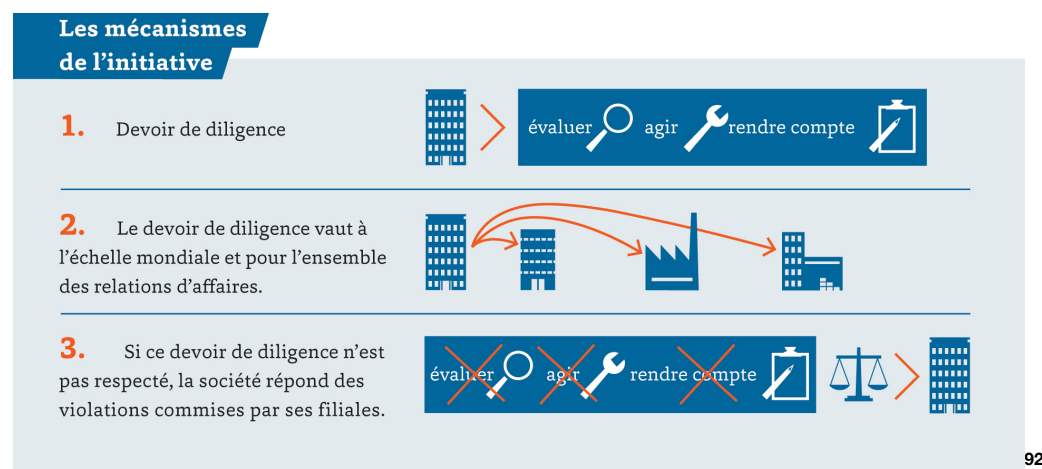 Les mécanismes
de l’initiative
1. Devoir de diligence
évaluer agir rendre compte
2. Le devoir de diligence vaut à
l’échelle mondiale et pour l’ensemble
des relations d’affaires.
3. Si ce devoir de diligence n’est
pas respecté, la société répond des
violations commises par ses filiales.
évaluer agir rendre compte
92